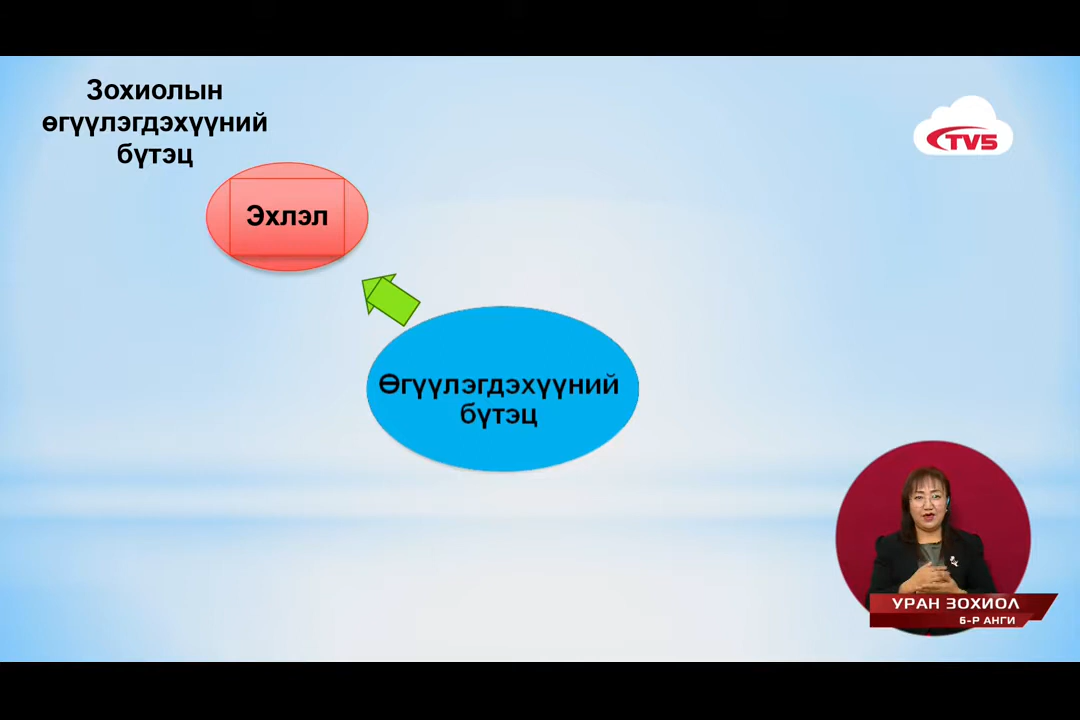 Зохиолын
өгүүлэгдэхүүний
бүтэц
TV5
Эхлэл
Өгүүлэгдэхүүний
бүтэц
УРАН ЗОХИОЛ
6-Р АНГИ